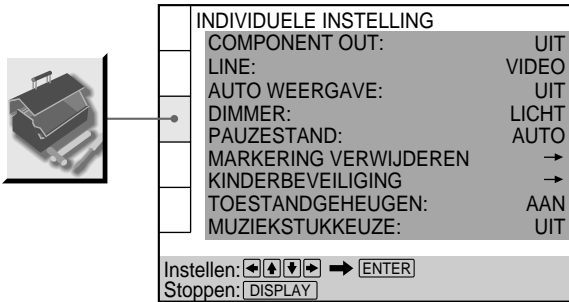 INDIVIDUELE INSTELLING
COMPONENT OUT: UIT
LINE: VIDEO
AUTO WEERGAVE: UIT
DIMMER: LICHT
PAUZESTAND: AUTO
MARKERING VERWIJDEREN →
KINDERBEVEILIGING →
TOESTANDGEHEUGEN: AAN
MUZIEKSTUKKEUZE: UIT
Instellen: ←↑↓→ ➡ ENTER
Stoppen: DISPLAY